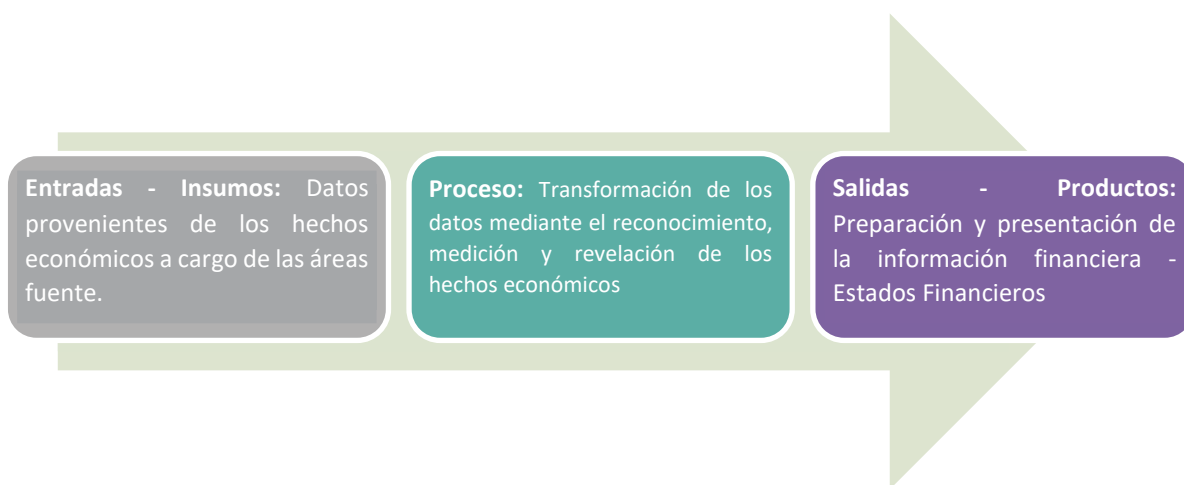 Entradas - Insumos: Datos
provenientes de los hechos
económicos a cargo de las áreas
fuente.
Proceso: Transformación de los
datos mediante el reconocimiento,
medición y revelación de los
hechos económicos
Salidas - Productos:
Preparación y presentación de
la información financiera -
Estados Financieros